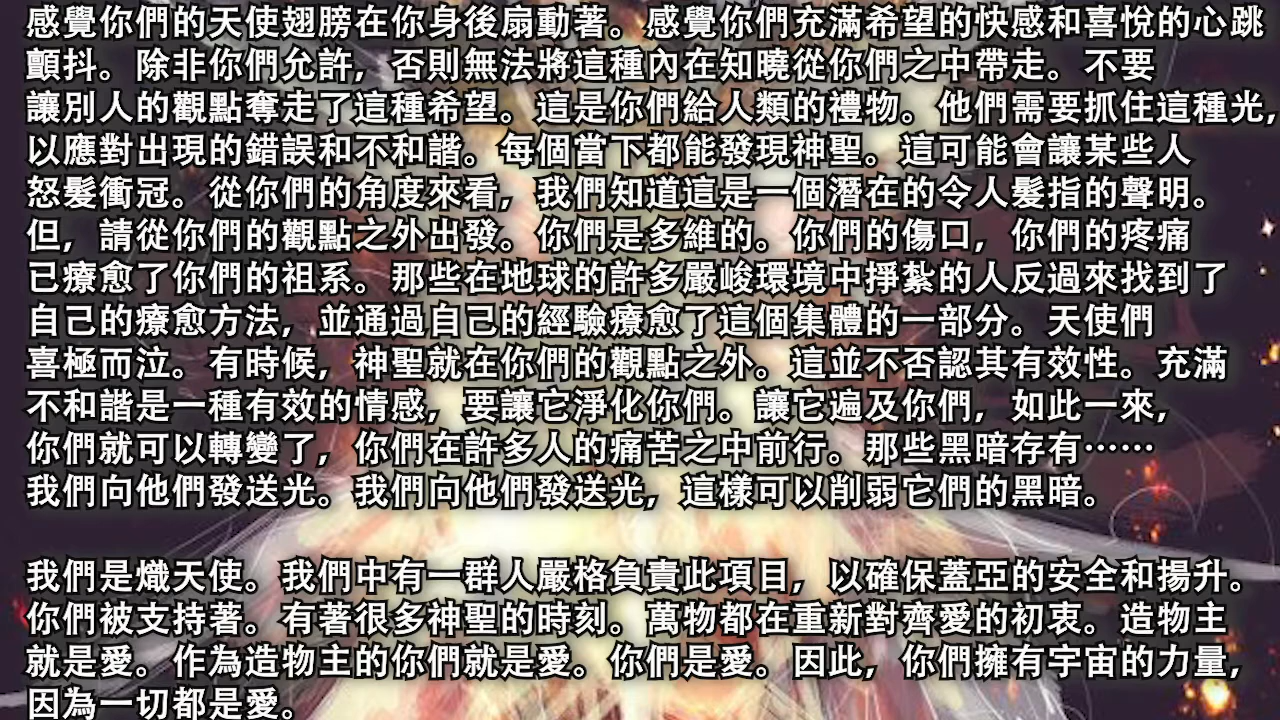 感覺你們的天使翅膀在你身後扇動著。感覺你們充滿希望的快感和喜悅的心跳
顫抖。除非你們允許，否則無法將這種內在知曉從你們之中帶走。不要
讓別人的觀點奪走了這種希望。這是你們給人類的禮物。他們需要抓住這種光，
以應對出現的錯誤和不和諧。每個當下都能發現神聖。這可能會讓某些人
怒髮衝冠。從你們的角度來看，我們知道這是一個潛在的令人髮指的聲明。
但，請從你們的觀點之外出發。你們是多維的。你們的傷口，你們的疼痛
已療愈了你們的祖系。那些在地球的許多嚴峻環境中掙紮的人反過來找到了
自己的療愈方法，並通過自己的經驗療愈了這個集體的一部分。天使們
喜極而泣。有時候，神聖就在你們的觀點之外。這並不否認其有效性。充滿
不和諧是一種有效的情感，要讓它淨化你們。讓它遍及你們，如此一來，
你們就可以轉變了，你們在許多人的痛苦之中前行。那些黑暗存有⋯⋯
我們向他們發送光。我們向他們發送光，這樣可以削弱它們的黑暗。
我們是熾天使。我們中有一群人嚴格負責此項目，以確保蓋亞的安全和揚升。
你們被支持著。有著很多神聖的時刻。萬物都在重新對齊愛的初衷。造物主
就是愛。作為造物主的你們就是愛。你們是愛。因此，你們擁有宇宙的力量，
因為一切都是愛。